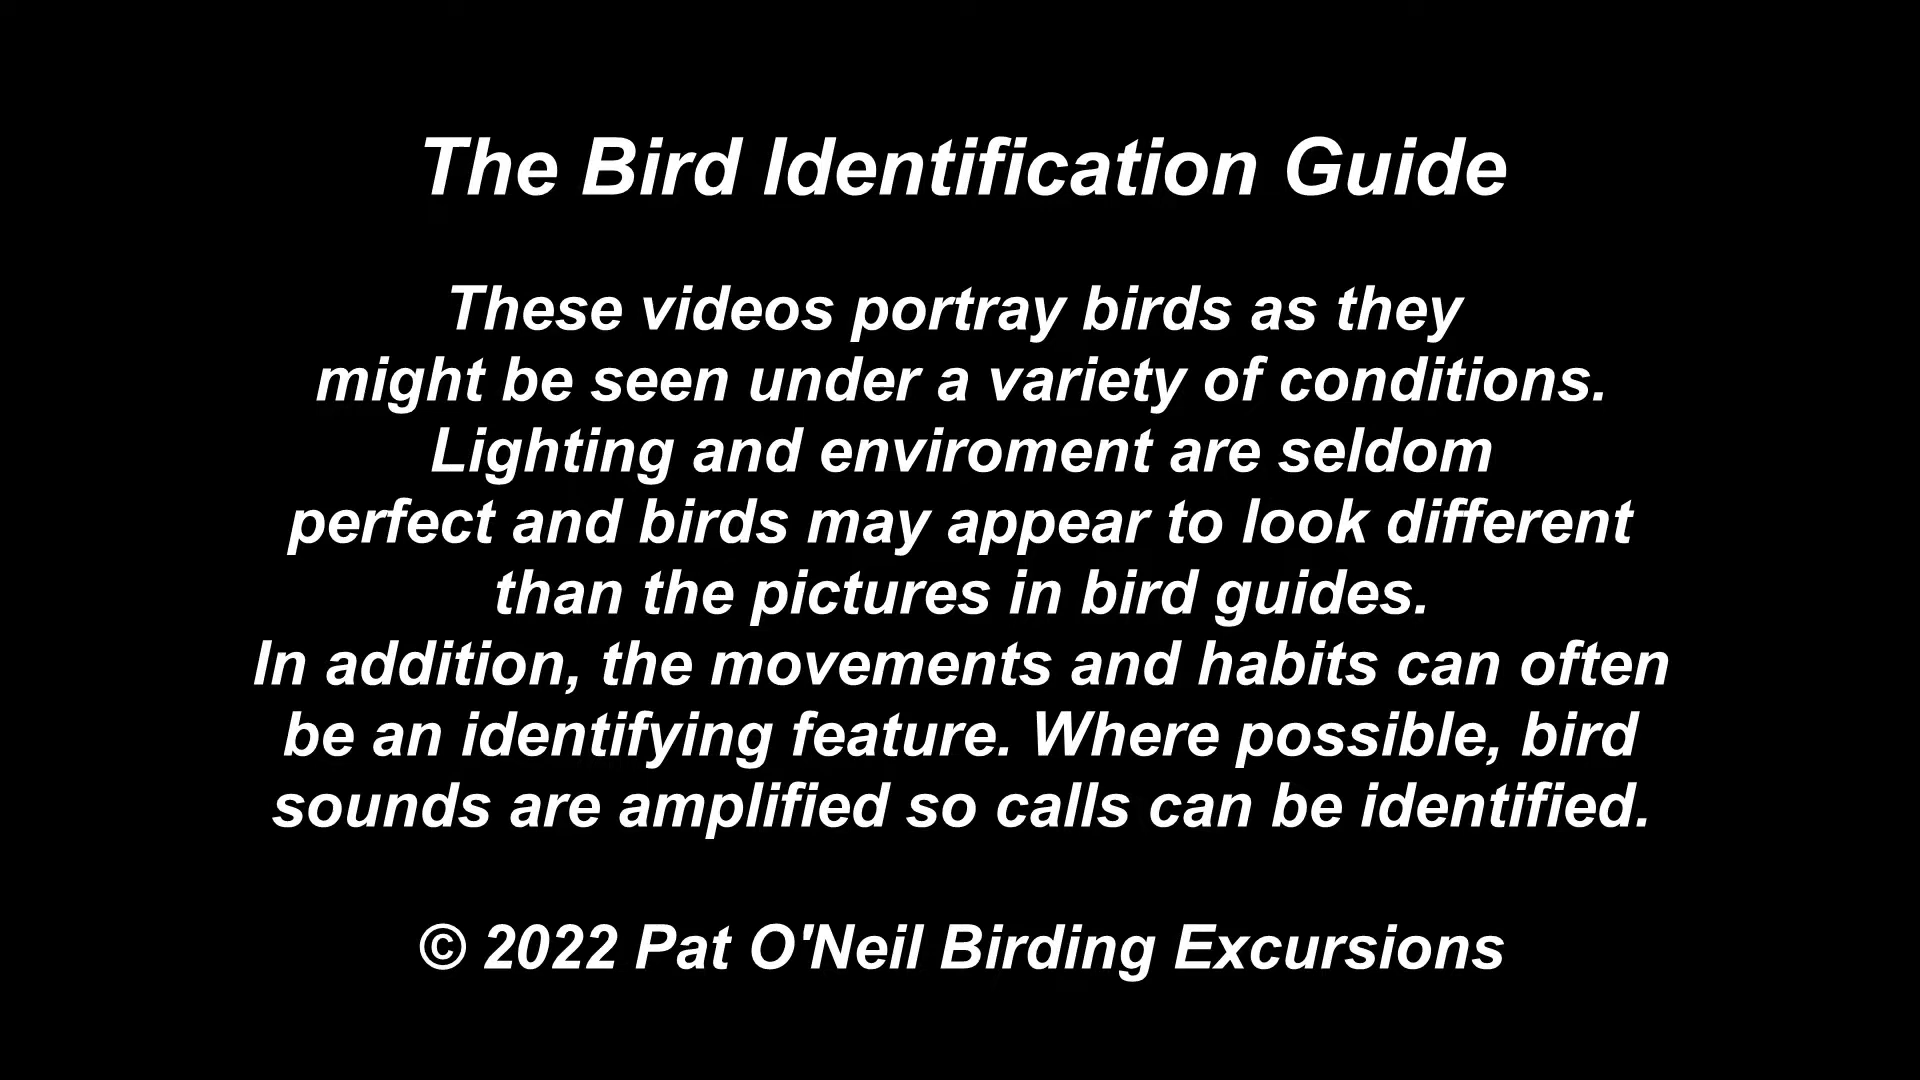 The Bird Identification Guide
These videos portray birds as they
might be seen under a variety of conditions.
Lighting and enviroment are seldom
perfect and birds may appear to look different
than the pictures in bird guides.
In addition, the movements and habits can often
be an identifying feature. Where possible, bird
sounds are amplified so calls can be identified.
© 2022 Pat O'Neil Birding Excursions